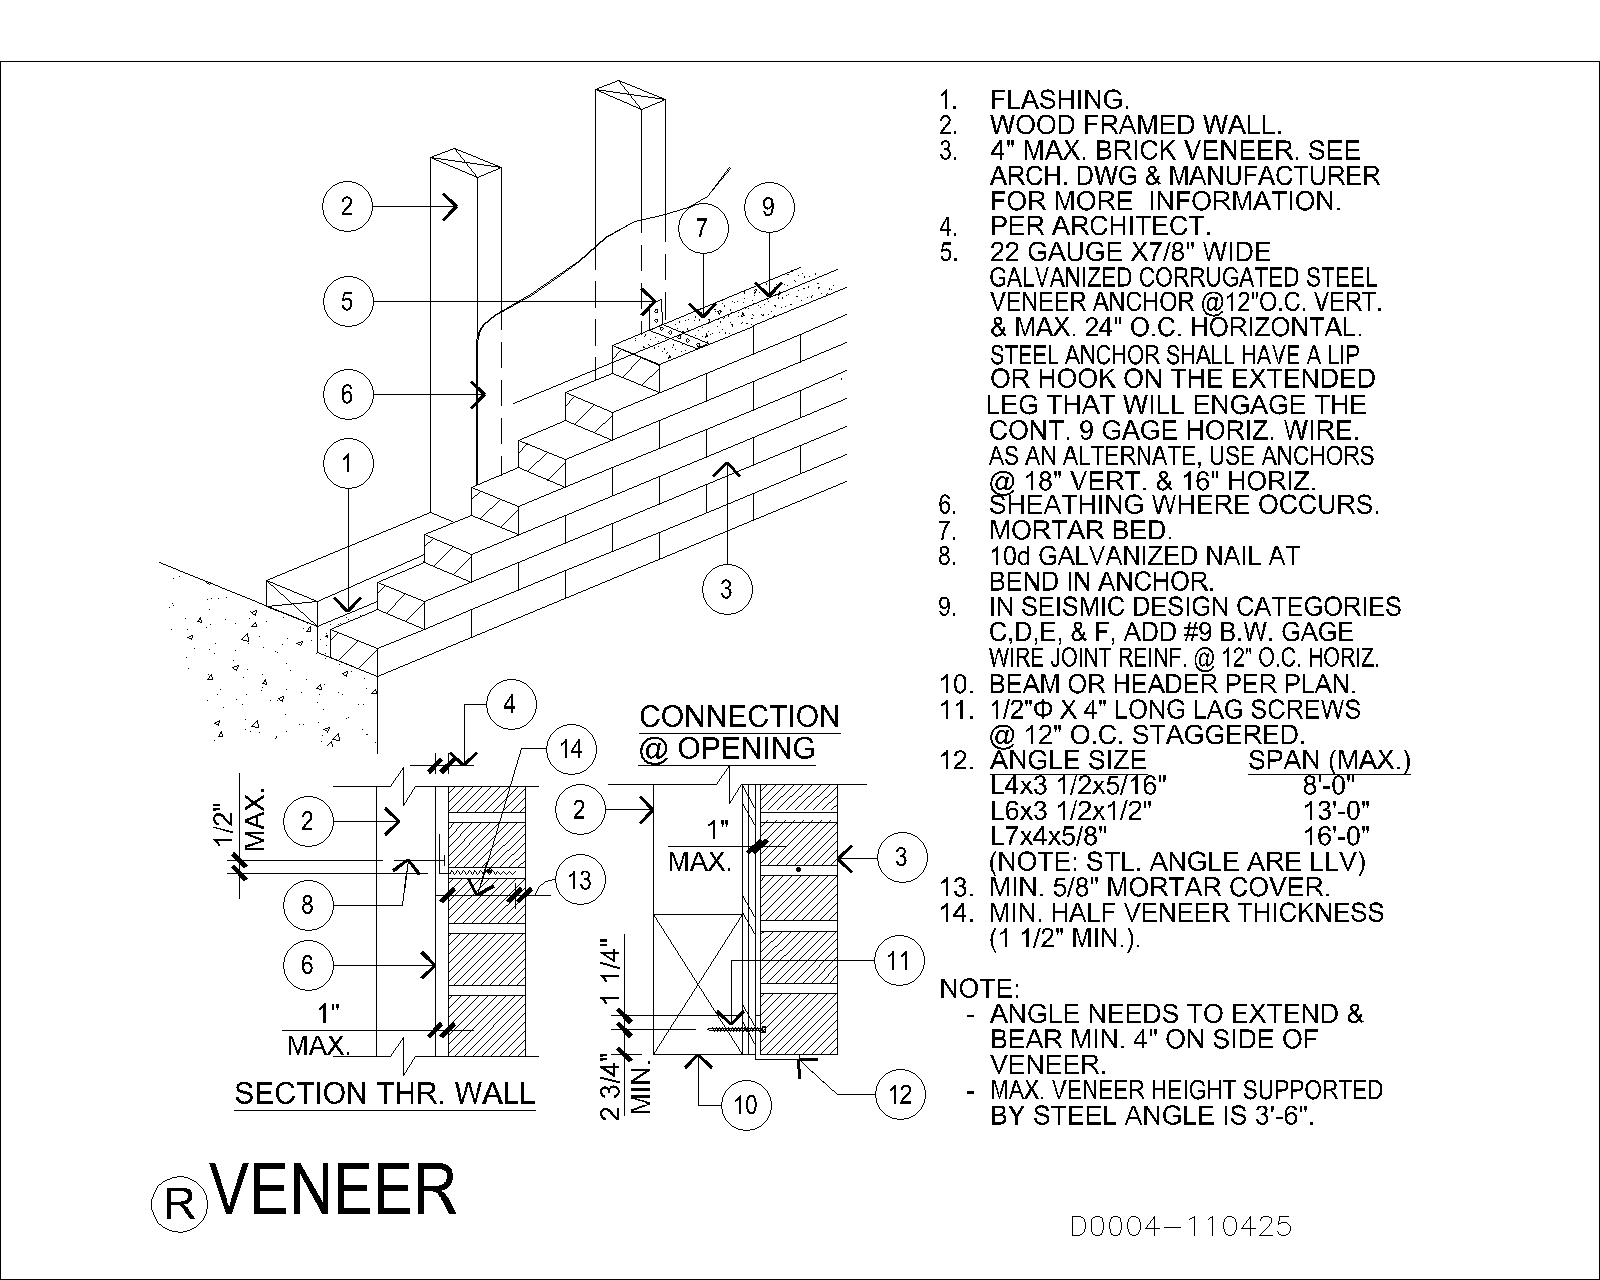 1. FLASHING.
2. WOOD FRAMED WALL.
3. 4" MAX. BRICK VENEER. SEE
ARCH. DWG & MANUFACTURER
FOR MORE INFORMATION.
4. PER ARCHITECT.
5. 22 GAUGE X7/8" WIDE
GALVANIZED CORRUGATED STEEL
VENEER ANCHOR @12"O.C. VERT.
& MAX. 24" O.C. HORIZONTAL.
STEEL ANCHOR SHALL HAVE A LIP
OR HOOK ON THE EXTENDED
LEG THAT WILL ENGAGE THE
CONT. 9 GAGE HORIZ. WIRE.
AS AN ALTERNATE, USE ANCHORS
@ 18" VERT. & 16" HORIZ.
6. SHEATHING WHERE OCCURS.
7. MORTAR BED.
8. 10d GALVANIZED NAIL AT
BEND IN ANCHOR.
9. IN SEISMIC DESIGN CATEGORIES
C,D,E, & F, ADD #9 B.W. GAGE
WIRE JOINT REINF. @ 12" O.C. HORIZ.
10. BEAM OR HEADER PER PLAN.
11. 1/2"Φ X 4" LONG LAG SCREWS
@ 12" O.C. STAGGERED.
12. ANGLE SIZE SPAN (MAX.)
L4x3 1/2x5/16" 8'-0"
L6x3 1/2x1/2" 13'-0"
L7x4x5/8" 16'-0"
(NOTE: STL. ANGLE ARE LLV)
13. MIN. 5/8" MORTAR COVER.
14. MIN. HALF VENEER THICKNESS
(1 1/2" MIN.).
NOTE:
- ANGLE NEEDS TO EXTEND &
BEAR MIN. 4" ON SIDE OF
VENEER.
- MAX. VENEER HEIGHT SUPPORTED
BY STEEL ANGLE IS 3'-6".
2
7
9
5
6
1
3
4
14
1/2"
MAX.
2
8
13
6
1"
MAX.
SECTION THR. WALL
CONNECTION
@ OPENING
2
1"
MAX.
3
11
1 1/4"
2 3/4"
MIN.
10
12
R VENEER
D0004-110425